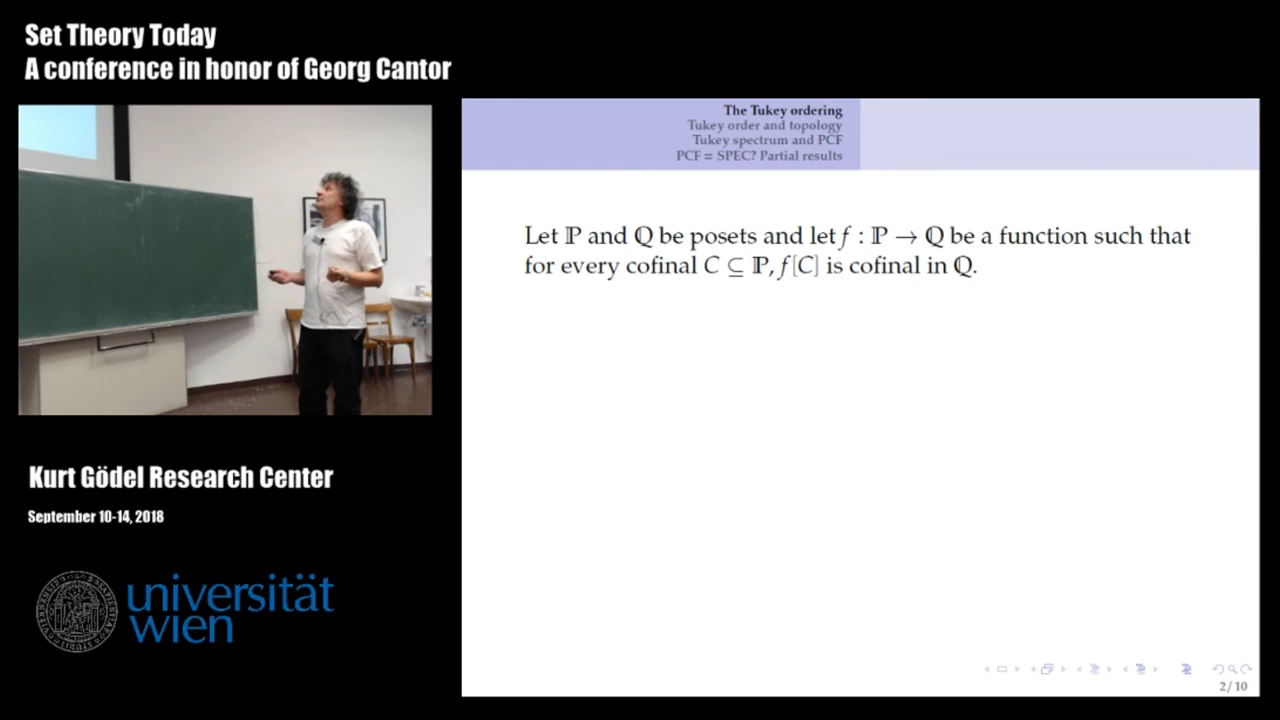 Set Theory Today
A conference in honor of Georg Cantor
The Tukey ordering
Tukey order and topology
Tukey spectrum and PCF
PCF = SPEC? Partial results
Let ℙ and ℚ be posets and let f : ℙ → ℚ be a function such that
for every cofinal C ⊆ ℙ, f[C] is cofinal in ℚ.
Kurt Gödel Research Center
September 10-14, 2018
universität
wien
2/10